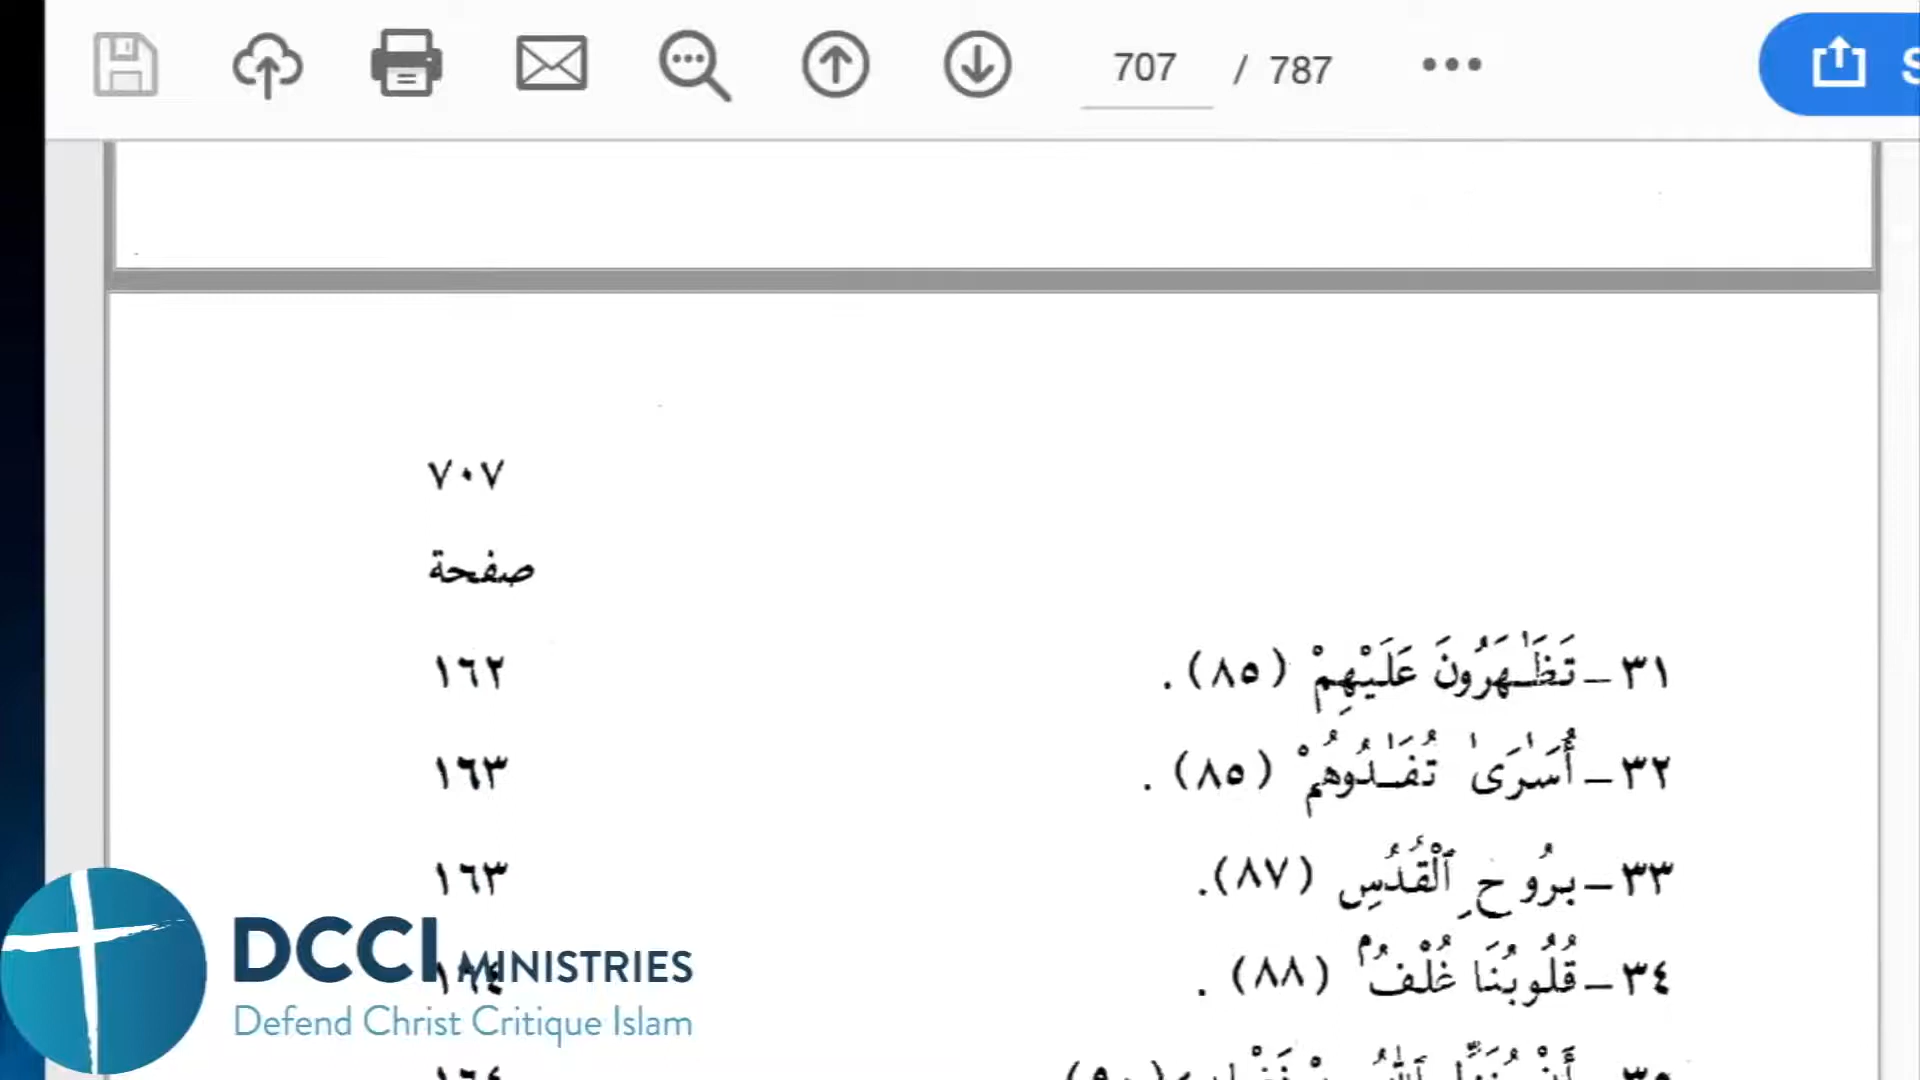 707 / 787
٧٠٧
صفحة
٣١ـ تَظَـٰهَرُونَ عَلَيْهِمْ (٨٥) . ١٦٢
٣٢ـ أُسَـٰرَىٰ تُفَـٰدُوهُمْ (٨٥) . ١٦٣
٣٣ـ بِرُوحِ ٱلْقُدُسِ (٨٧). ١٦٣
٣٤ـ قُلُوبُنَا غُلْفٌۢ (٨٨) . ١٦٤
DCCI MINISTRIES
Defend Christ Critique Islam